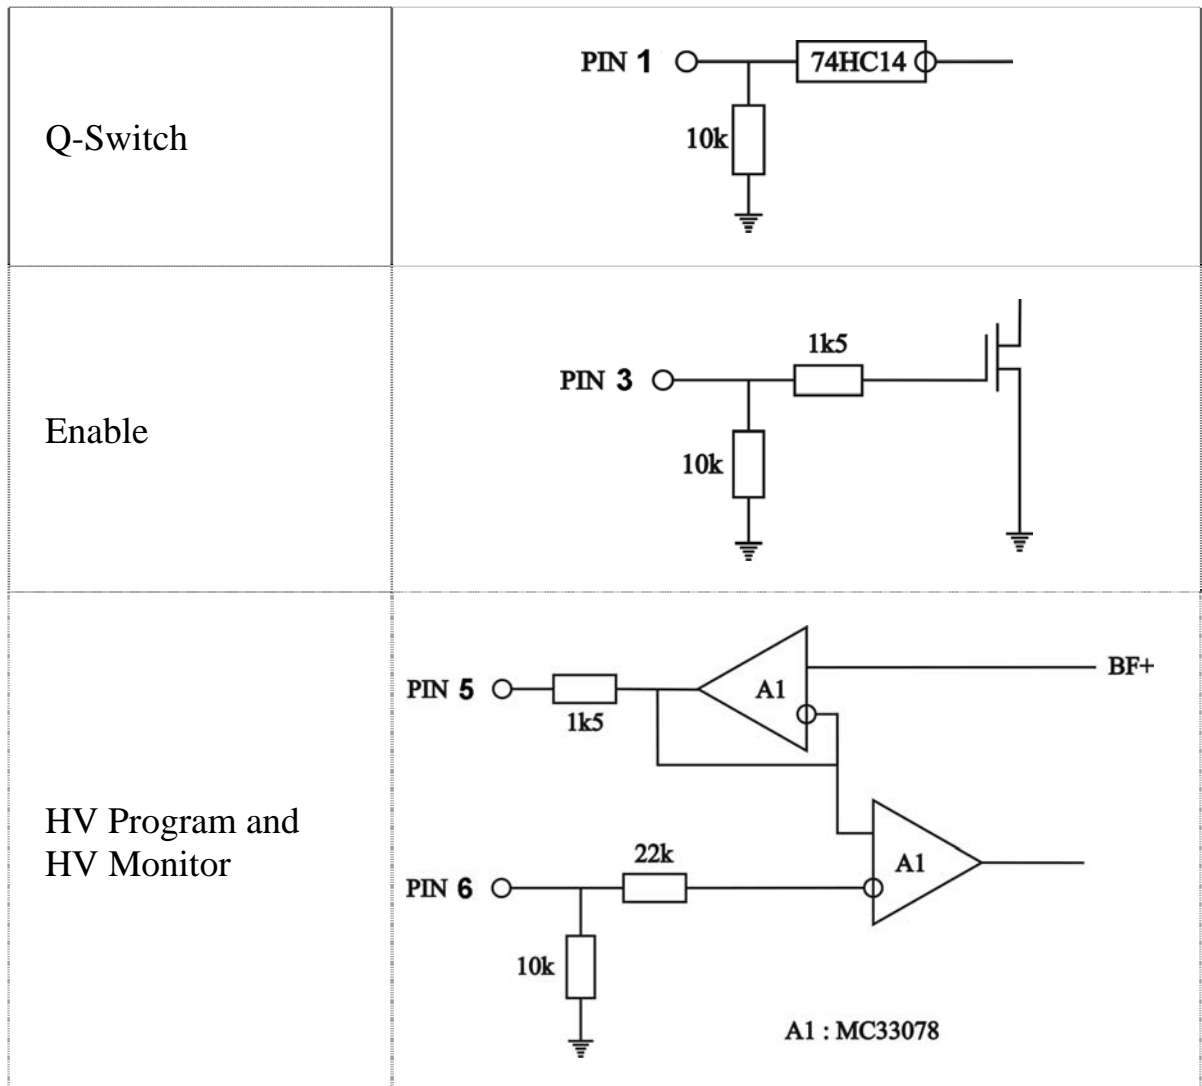 Q-Switch
PIN 1
74HC14
10k
Enable
PIN 3
1k5
10k
HV Program and
HV Monitor
PIN 5
1k5
A1
BF+
PIN 6
22k
10k
A1
A1 : MC33078